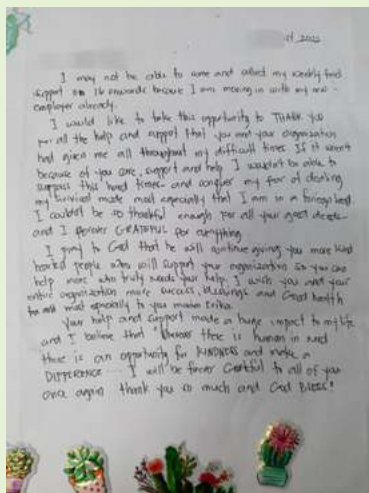 2022
I may not be able to come and collect my weekly food
support on 16 onwards because I am moving in with my new
employer already.
I would like to take this opportunity to THANK YOU
for all the help and support that you and your organization
had given me all throughout my difficult times. If it weren't
because of your care, support and help I wouldn't be able to
surpass this hard times and conquer my fear of dealing
my survival mode most especially that I am in a foreign land.
I couldn't be so thankful enough for all your good deeds
and I forever GRATEFUL for everything.
I pray to God that he will continue giving you more kind
hearted people who will support your organization so you can
help more who truly needs your help. I wish you and your
entire organization more success, blessings and Good health
most especially to you maam Erika.
Your help and support made a huge impact to my life
and I believe that "Wherever there is human in need
there is an opportunity for KINDNESS and make a
DIFFERENCE.... I will be forever Grateful to all of you
once again thank you so much and God BLESS!